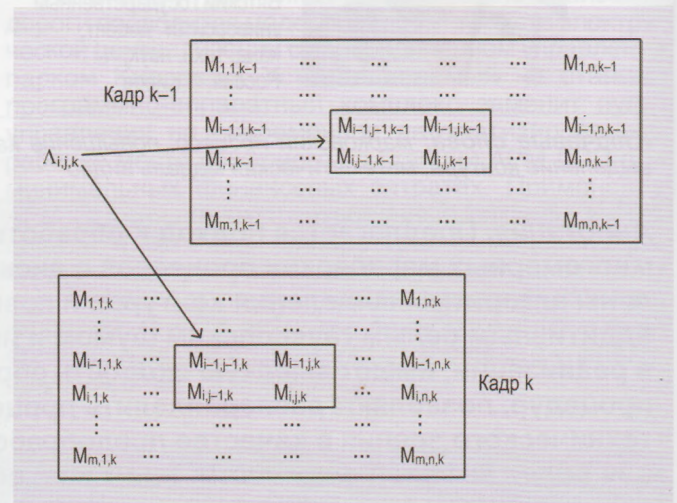 M1,1,k–1 ... ... ... M1,n,k–1
Кадр k–1
⋮ ... ... ...
Mi–1,1,k–1 ... Mi–1,j–1,k–1 Mi–1,j,k–1 ... Mi–1,n,k–1
Λi,j,k
Mi,1,k–1 ... Mi,j–1,k–1 Mi,j,k–1 ... Mi,n,k–1
⋮ ... ... ... ⋮
Mm,1,k–1 ... ... ... ... Mm,n,k–1
M1,1,k ... ... ... ... M1,n,k
⋮ ... ... ... ... ⋮
Mi–1,1,k ... Mi–1,j–1,k Mi–1,j,k ... Mi–1,n,k
Кадр k
Mi,1,k ... Mi,j–1,k Mi,j,k ... Mi,n,k
⋮ ... ... ... ⋮
Mm,1,k ... ... ... ... Mm,n,k